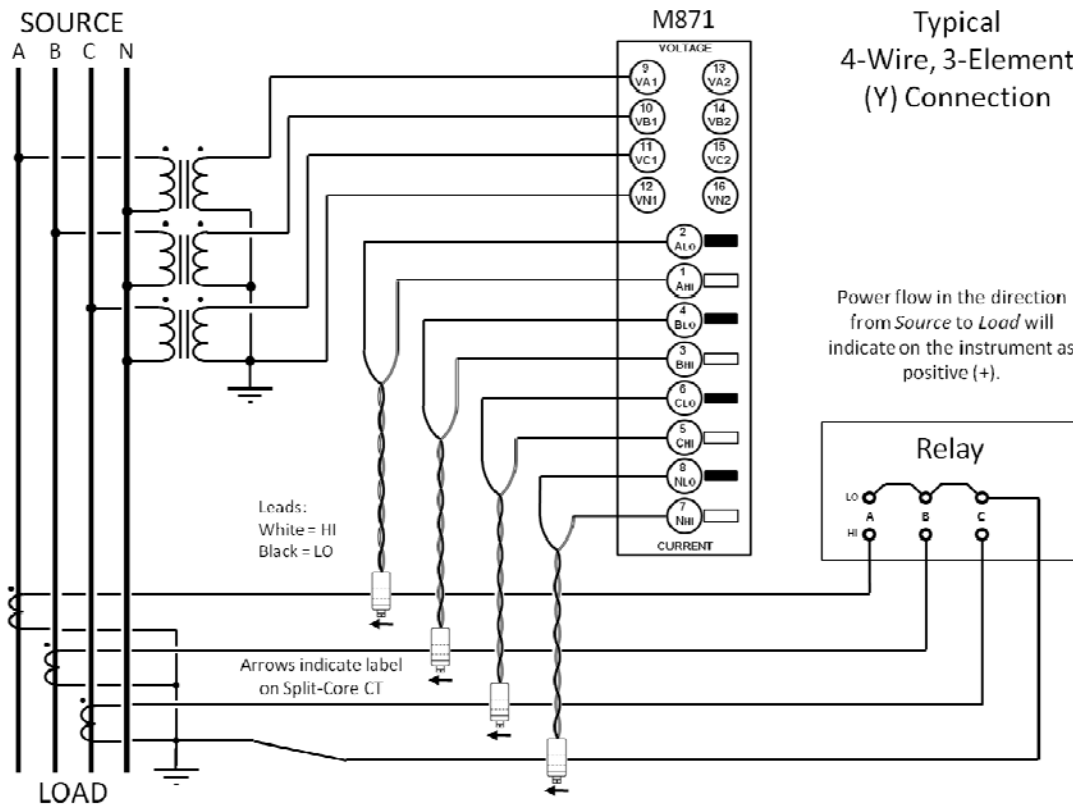 SOURCE
A B C N
M871
Typical
4-Wire, 3-Element
(Y) Connection
VOLTAGE
9
VA1
13
VA2
10
VB1
14
VB2
11
VC1
15
VC2
12
VN1
16
VN2
2
ALO
1
AHI
4
BLO
3
BHI
6
CLO
5
CHI
8
NLO
7
NHI
CURRENT
Power flow in the direction
from Source to Load will
indicate on the instrument as
positive (+).
Relay
LO
A B C
HI
Leads:
White = HI
Black = LO
Arrows indicate label
on Split-Core CT
LOAD